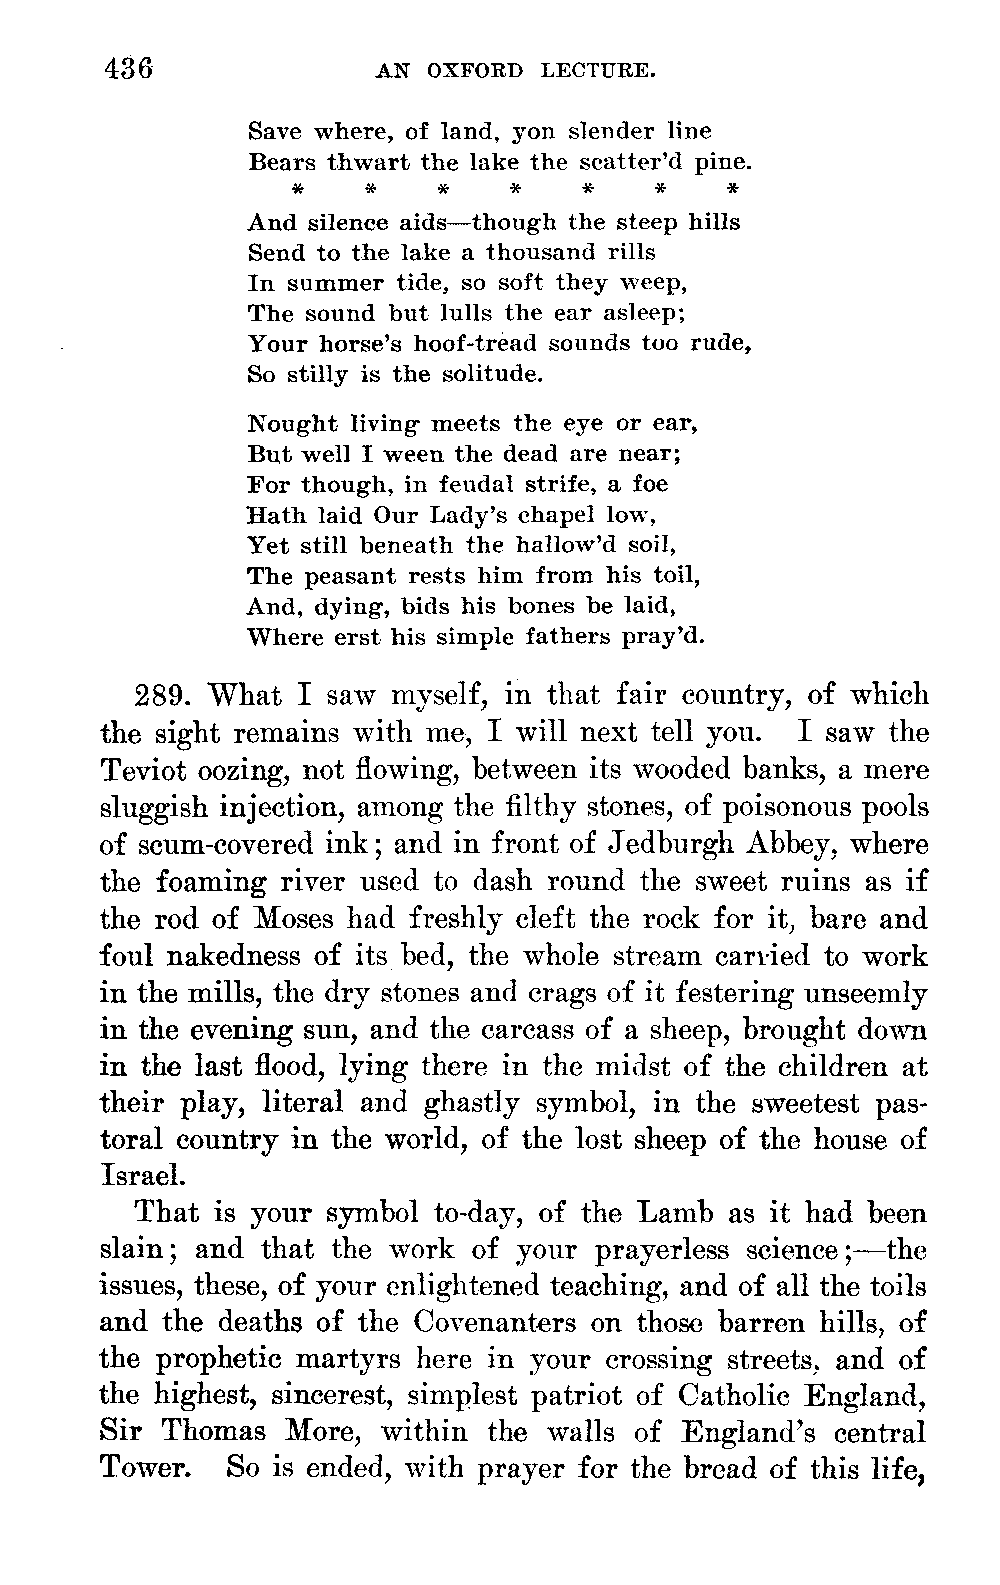 436 AN OXFORD LECTURE.
Save where, of land, yon slender line
Bears thwart the lake the scatter'd pine.
* * * * * * *
And silence aids—though the steep hills
Send to the lake a thousand rills
In summer tide, so soft they weep,
The sound but lulls the ear asleep;
Your horse's hoof-tread sounds too rude,
So stilly is the solitude.
Nought living meets the eye or ear,
But well I ween the dead are near;
For though, in feudal strife, a foe
Hath laid Our Lady's chapel low,
Yet still beneath the hallow'd soil,
The peasant rests him from his toil,
And, dying, bids his bones be laid,
Where erst his simple fathers pray'd.
289. What I saw myself, in that fair country, of which
the sight remains with me, I will next tell you. I saw the
Teviot oozing, not flowing, between its wooded banks, a mere
sluggish injection, among the filthy stones, of poisonous pools
of scum-covered ink; and in front of Jedburgh Abbey, where
the foaming river used to dash round the sweet ruins as if
the rod of Moses had freshly cleft the rock for it, bare and
foul nakedness of its bed, the whole stream carried to work
in the mills, the dry stones and crags of it festering unseemly
in the evening sun, and the carcass of a sheep, brought down
in the last flood, lying there in the midst of the children at
their play, literal and ghastly symbol, in the sweetest pas-
toral country in the world, of the lost sheep of the house of
Israel.
That is your symbol to-day, of the Lamb as it had been
slain; and that the work of your prayerless science;—the
issues, these, of your enlightened teaching, and of all the toils
and the deaths of the Covenanters on those barren hills, of
the prophetic martyrs here in your crossing streets, and of
the highest, sincerest, simplest patriot of Catholic England,
Sir Thomas More, within the walls of England's central
Tower. So is ended, with prayer for the bread of this life,